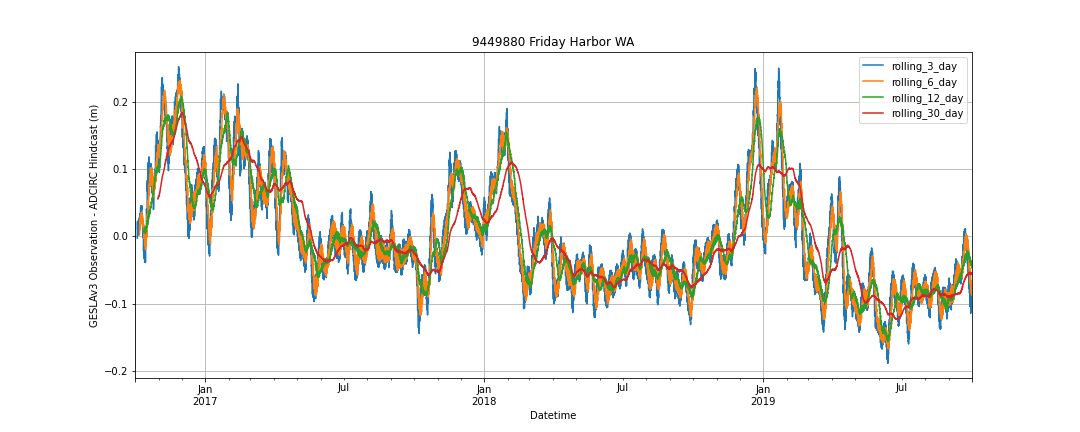 9449880 Friday Harbor WA
rolling_3_day
rolling_6_day
rolling_12_day
rolling_30_day
GESLAv3 Observation - ADCIRC Hindcast (m)
0.2
0.1
0.0
−0.1
−0.2
Jan
2017
Jul
Jan
2018
Jul
Jan
2019
Jul
Datetime